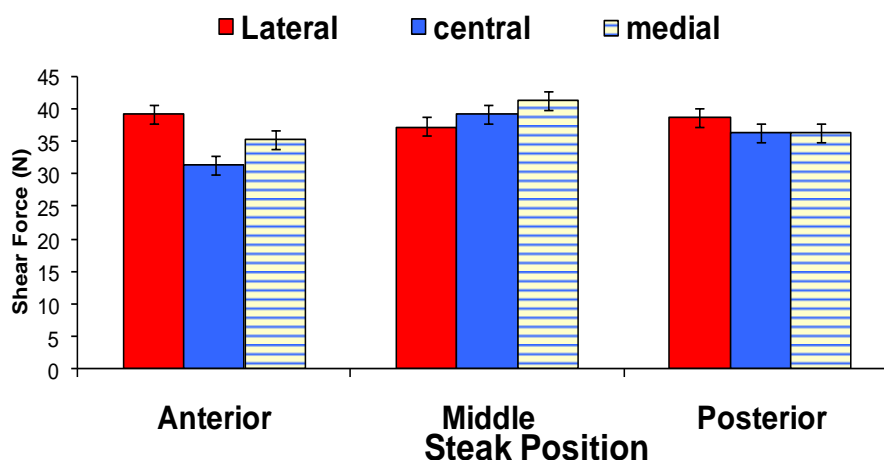 Lateral central medial
Shear Force (N)
45
40
35
30
25
20
15
10
5
0
Anterior Middle Posterior
Steak Position